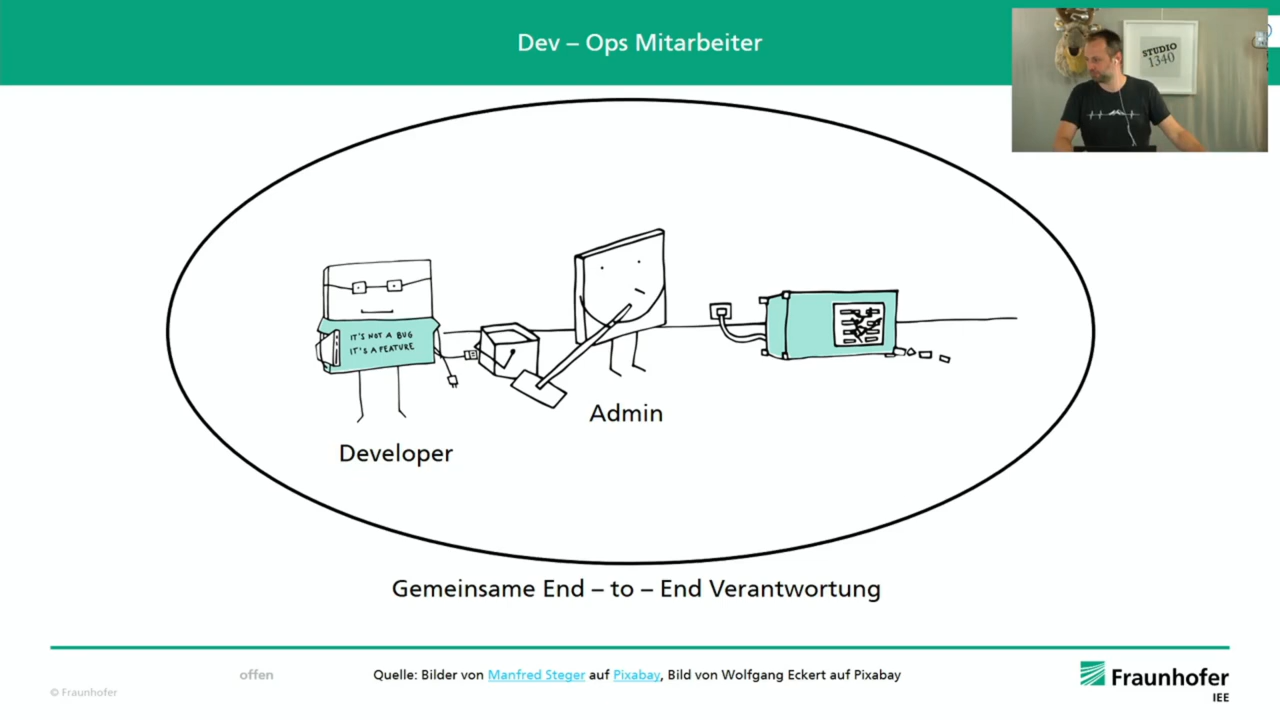 Dev – Ops Mitarbeiter
STUDIO
1340
IT'S NOT A BUG
IT'S A FEATURE
Admin
Developer
Gemeinsame End – to – End Verantwortung
offen
Quelle: Bilder von Manfred Steger auf Pixabay, Bild von Wolfgang Eckert auf Pixabay
© Fraunhofer
Fraunhofer
IEE